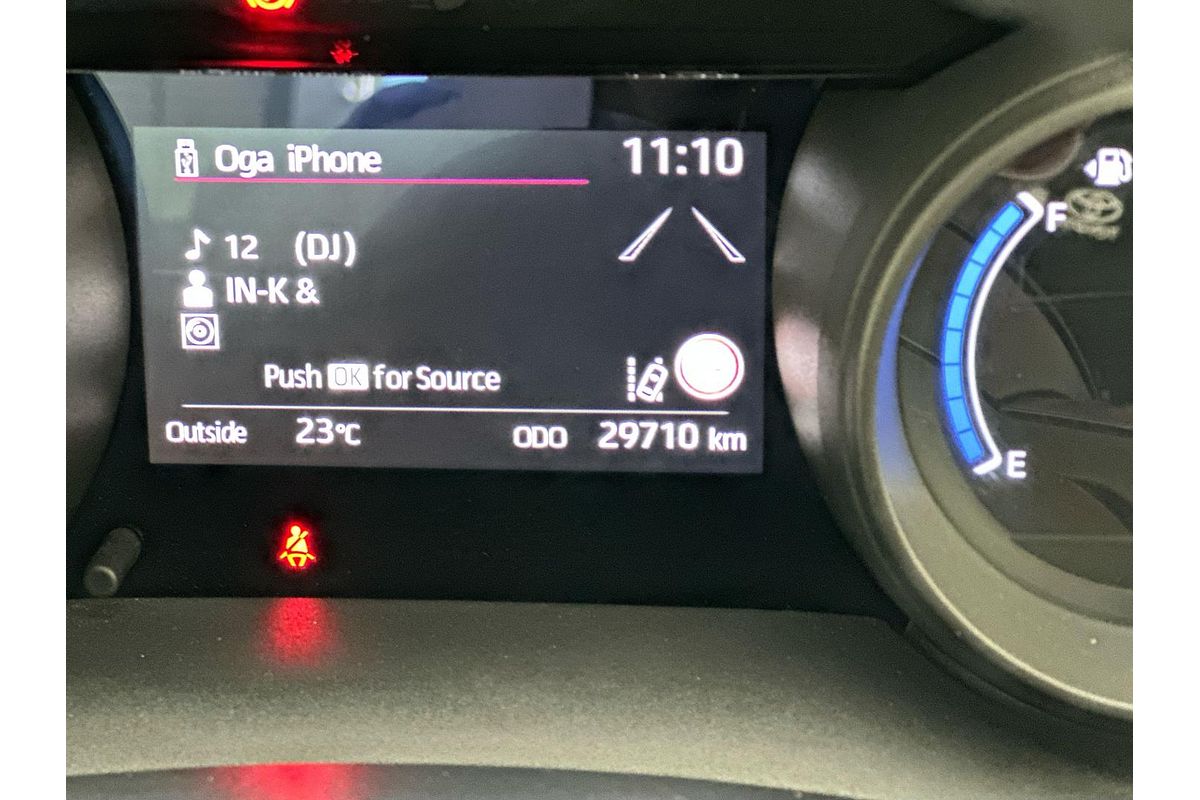 Oga iPhone 11:10
12 (DJ)
IN-K &
Push OK for Source
Outside 23°C ODO 29710 km
F
E